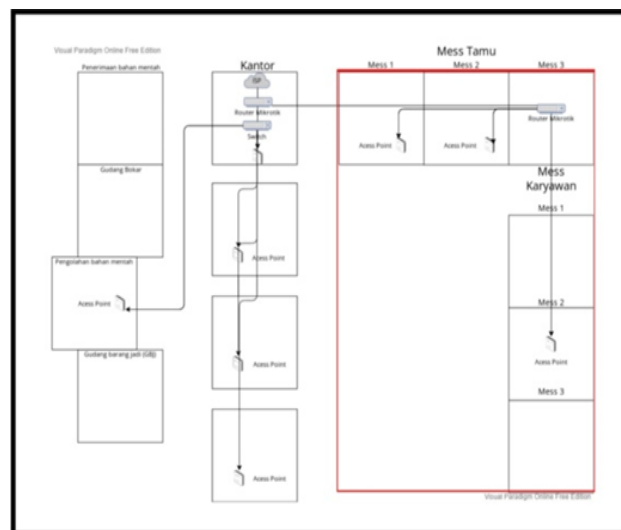 Visual Paradigm Online Free Edition
Penerimaan bahan mentah
Gudang Bokar
Pengolahan bahan mentah
Acess Point
Gudang barang jadi (GBJ)
Kantor
ISP
Router Mikrotik
Switch
Acess Point
Acess Point
Acess Point
Mess Tamu
Mess 1
Mess 2
Mess 3
Acess Point
Acess Point
Router Mikrotik
Mess
Karyawan
Mess 1
Mess 2
Acess Point
Mess 3
Visual Paradigm Online Free Edition